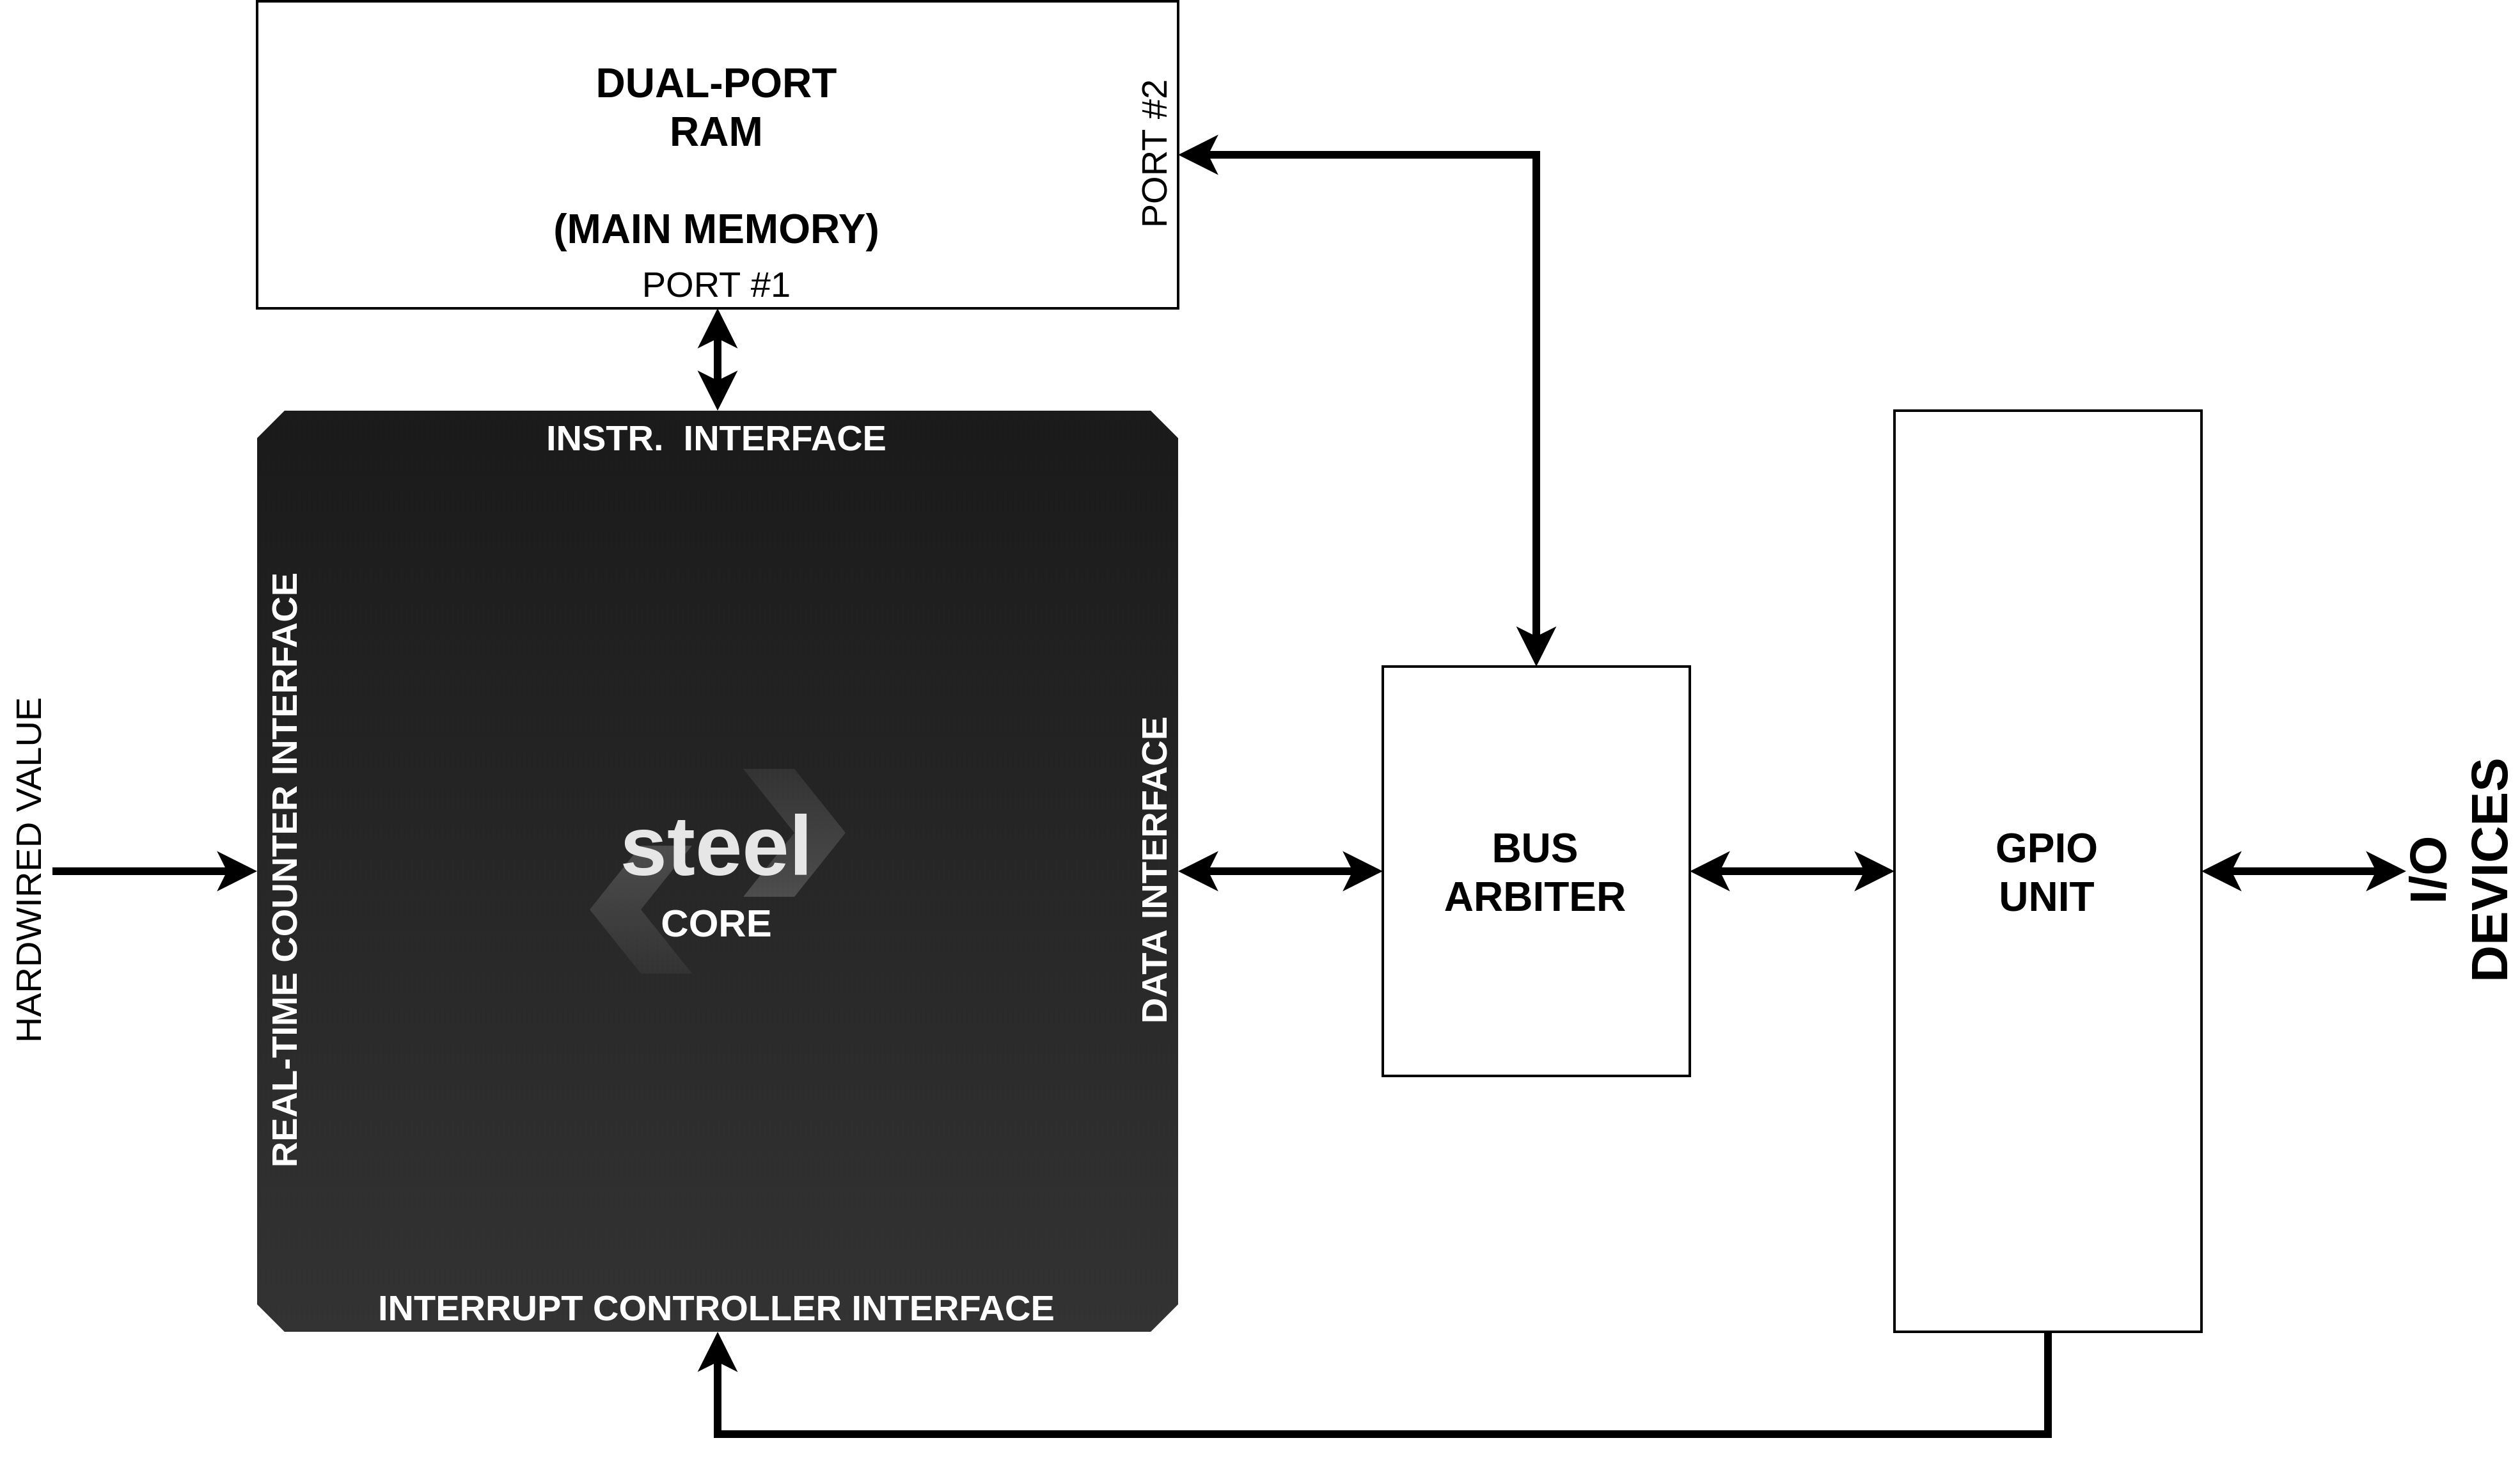 DUAL-PORT
RAM
(MAIN MEMORY)
PORT #1
PORT #2
INSTR.  INTERFACE
HARDWIRED VALUE
REAL-TIME COUNTER INTERFACE
steel
CORE
DATA INTERFACE
INTERRUPT CONTROLLER INTERFACE
BUS
ARBITER
GPIO
UNIT
I/O
DEVICES